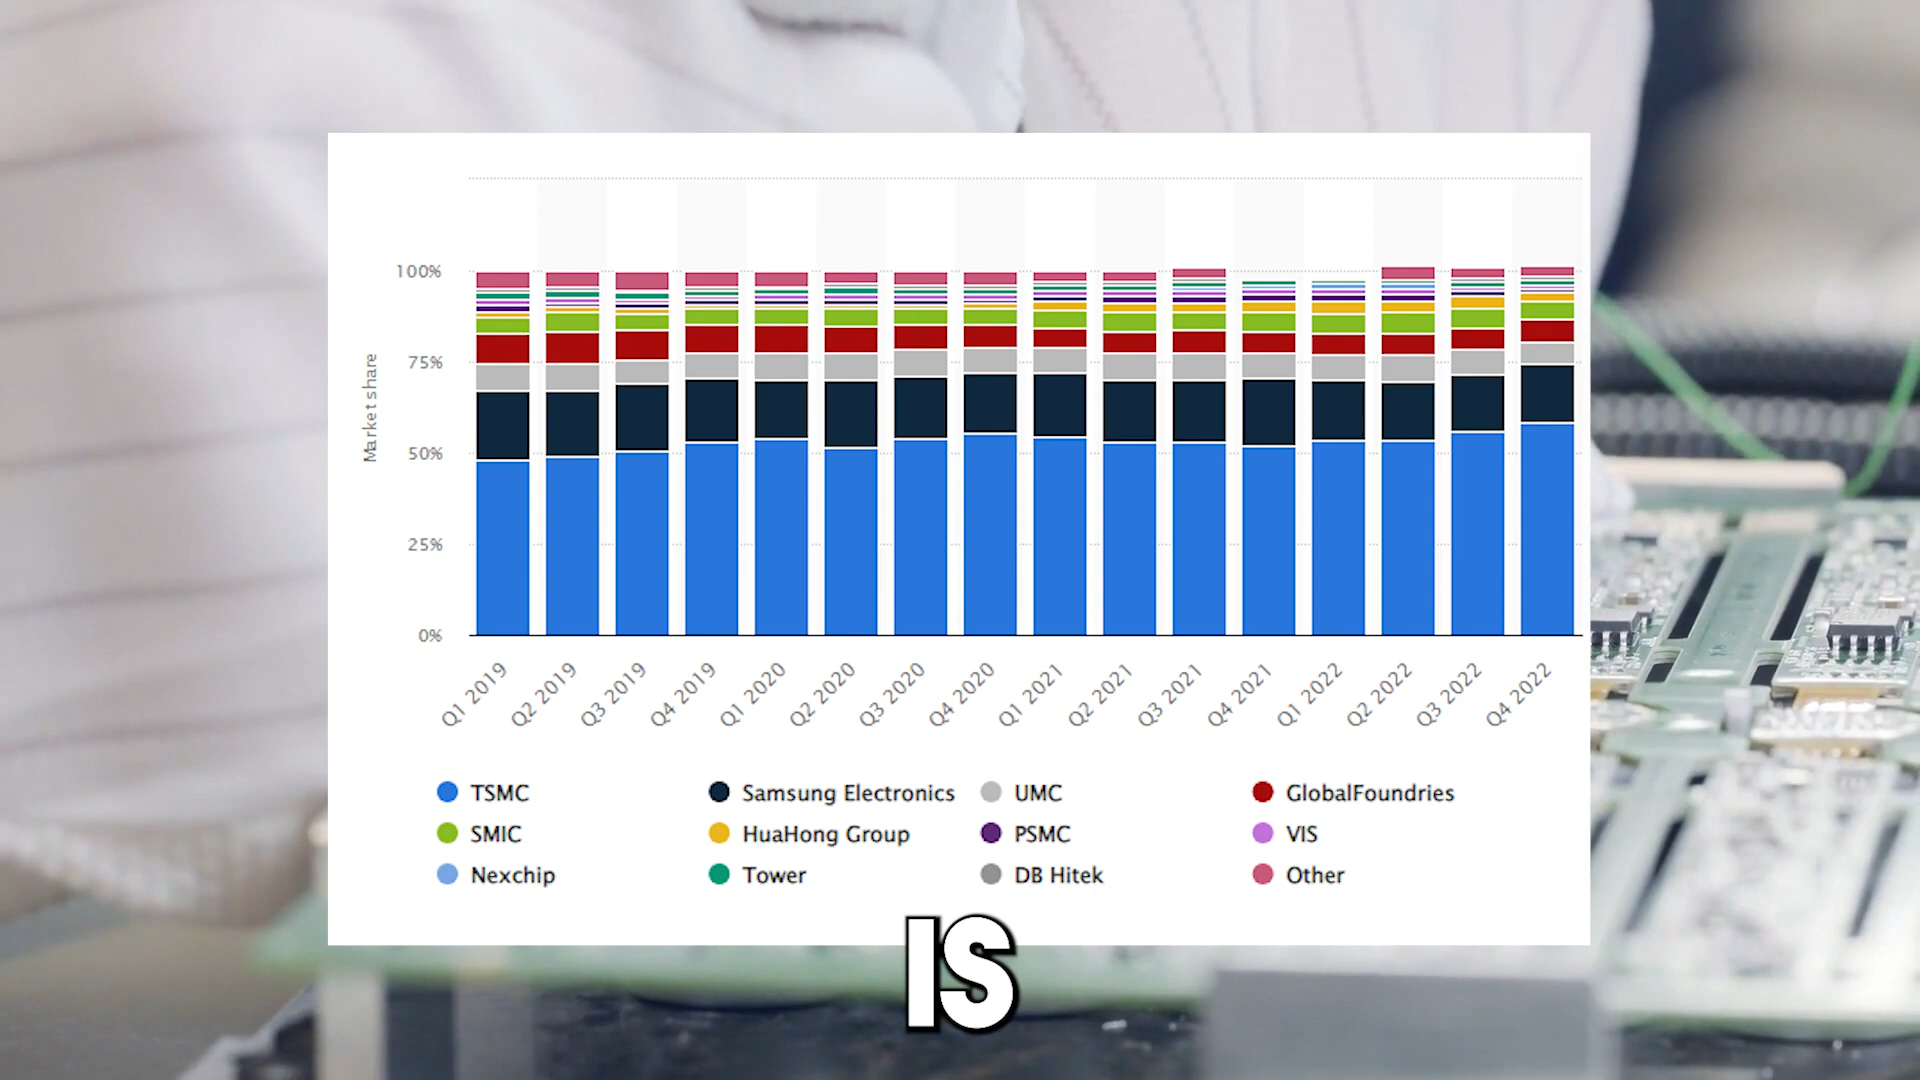 100%
75%
50%
25%
0%
Market share
Q1 2019 Q2 2019 Q3 2019 Q4 2019 Q1 2020 Q2 2020 Q3 2020 Q4 2020 Q1 2021 Q2 2021 Q3 2021 Q4 2021 Q1 2022 Q2 2022 Q3 2022 Q4 2022
TSMC Samsung Electronics UMC GlobalFoundries
SMIC HuaHong Group PSMC VIS
Nexchip Tower DB Hitek Other
IS